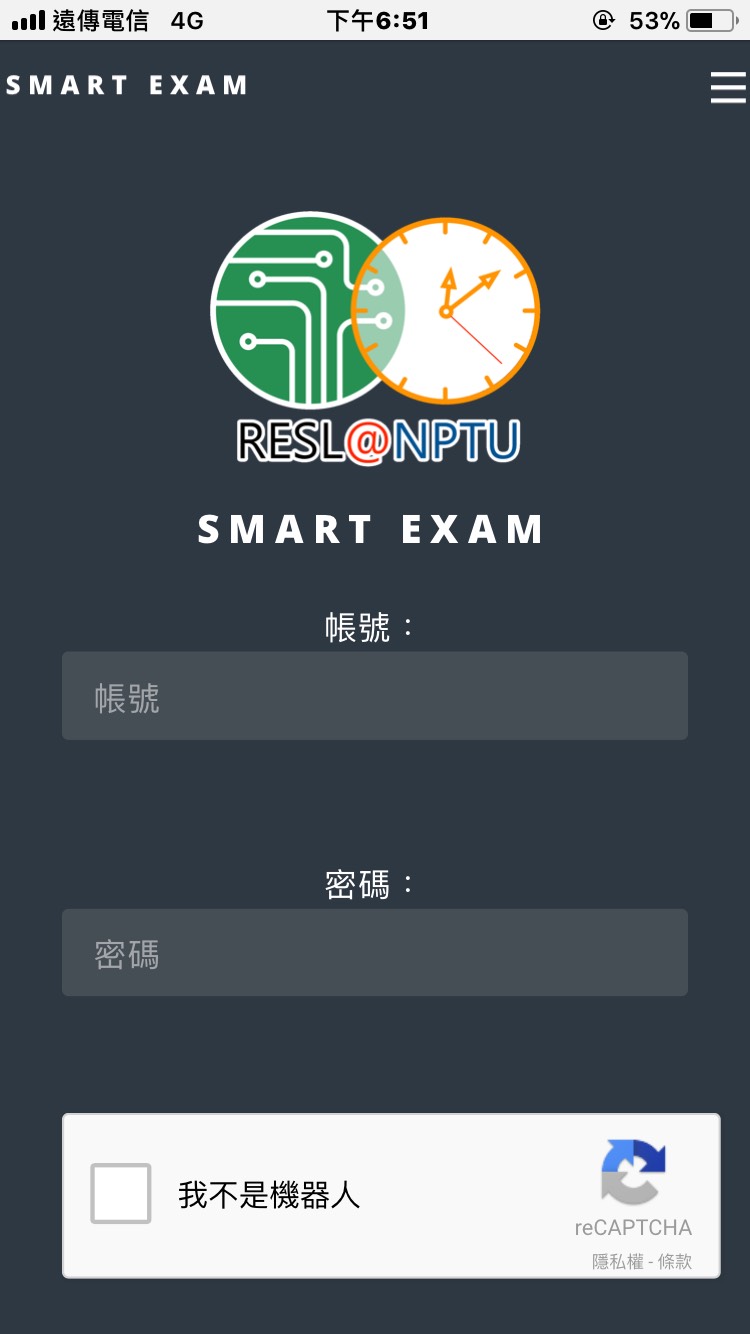 遠傳電信 4G 下午6:51 53%
SMART EXAM
RESL@NPTU
SMART EXAM
帳號：
帳號
密碼：
密碼
我不是機器人
reCAPTCHA
隱私權 - 條款